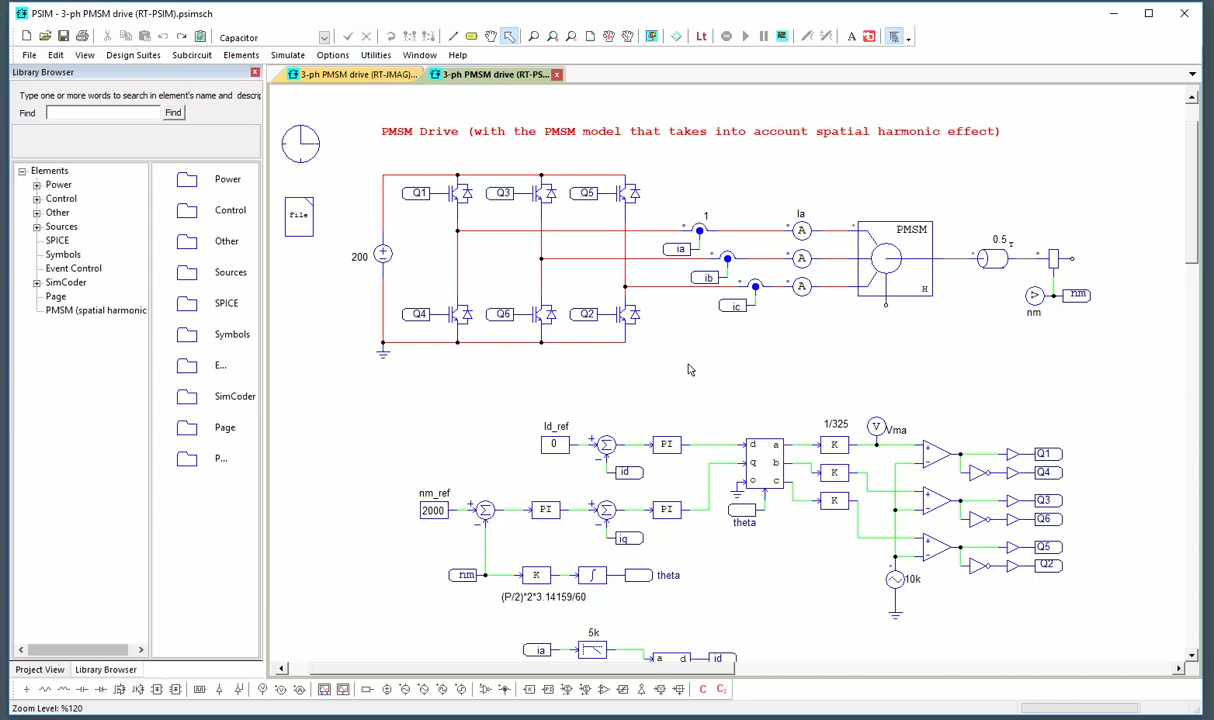 PSIM - 3-ph PMSM drive (RT-PSIM).psimsch
Capacitor
Lt
A
File Edit View Design Suites Subcircuit Elements Simulate Options Utilities Window Help
Library Browser
3-ph PMSM drive (RT-JMAG)...
3-ph PMSM drive (RT-PS...
Type one or more words to search in element's name and descrip
Find
Find
Elements
Power
Control
Other
Sources
SPICE
Symbols
Event Control
SimCoder
Page
PMSM (spatial harmonic
Power
Control
Other
Sources
SPICE
Symbols
E...
SimCoder
Page
P...
PMSM Drive (with the PMSM model that takes into account spatial harmonic effect)
File
Q1 Q3 Q5
200
Q4 Q6 Q2
1
ia
ib
ic
Ia
A
A
A
PMSM
H
0.5 T
V
nm
nm
Id_ref
0
Σ
PI
id
nm_ref
2000
Σ
PI
Σ
PI
iq
nm
K
∫
theta
(P/2)*2*3.14159/60
d a
q b
o c
theta
1/325
K
K
K
V
Vma
Q1
Q4
Q3
Q6
Q5
Q2
10k
5k
ia
a d
id
Project View
Library Browser
C
Zoom Level: %120